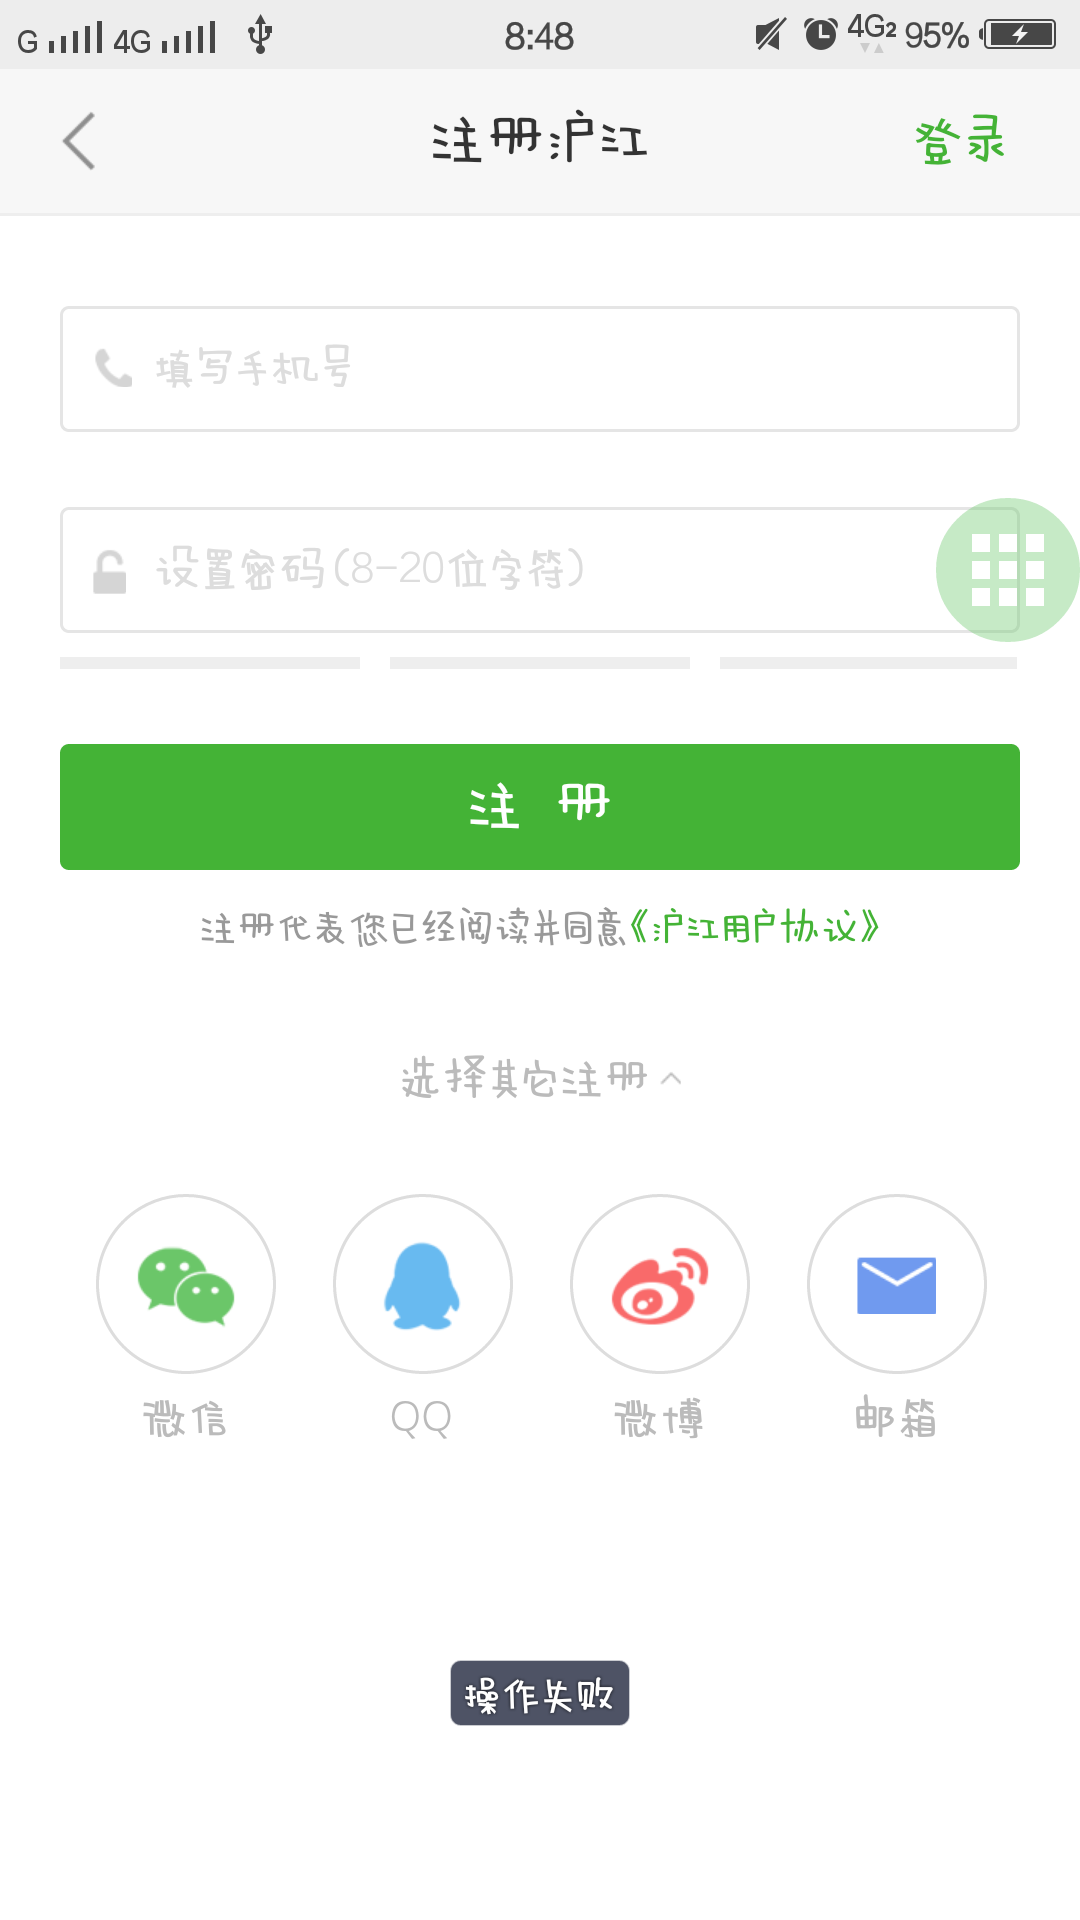 G 4G 8:48 4G2 95%
注册沪江 登录
填写手机号
设置密码(8-20位字符)
注 册
注册代表您已经阅读并同意《沪江用户协议》
选择其它注册
微信 QQ 微博 邮箱
操作失败